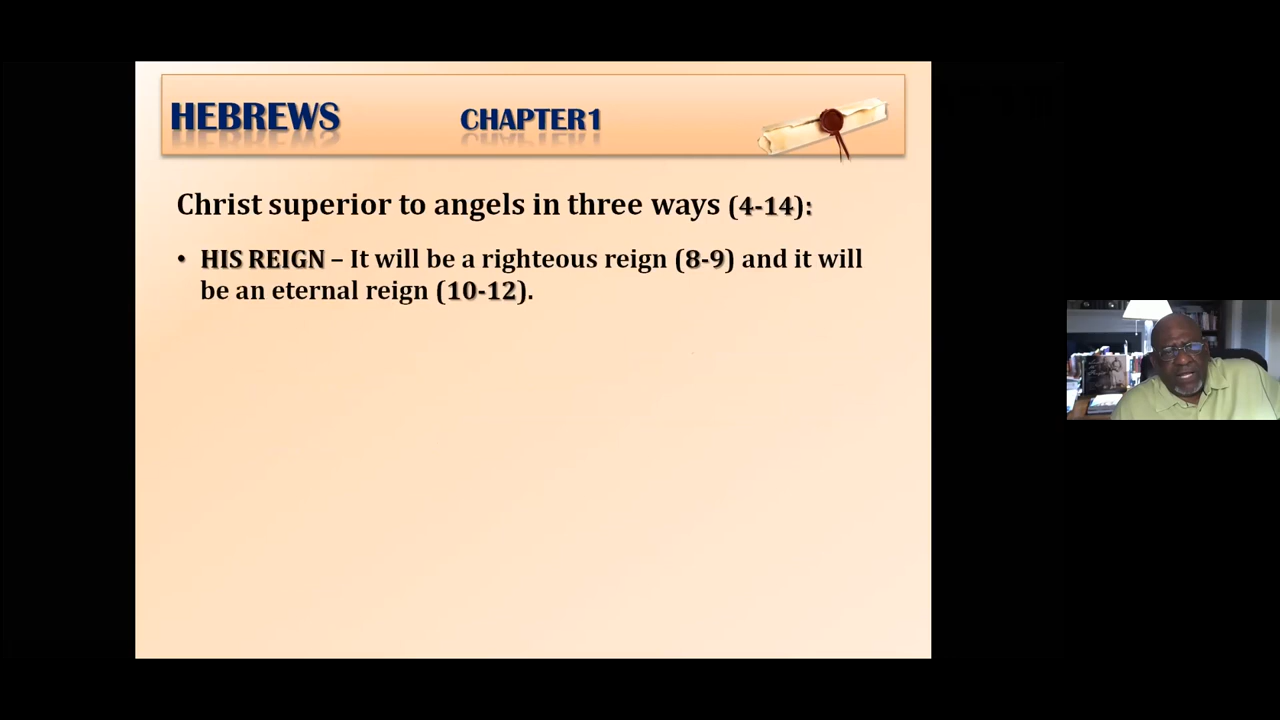 HEBREWS CHAPTER1
Christ superior to angels in three ways (4-14):
• HIS REIGN – It will be a righteous reign (8-9) and it will
be an eternal reign (10-12).